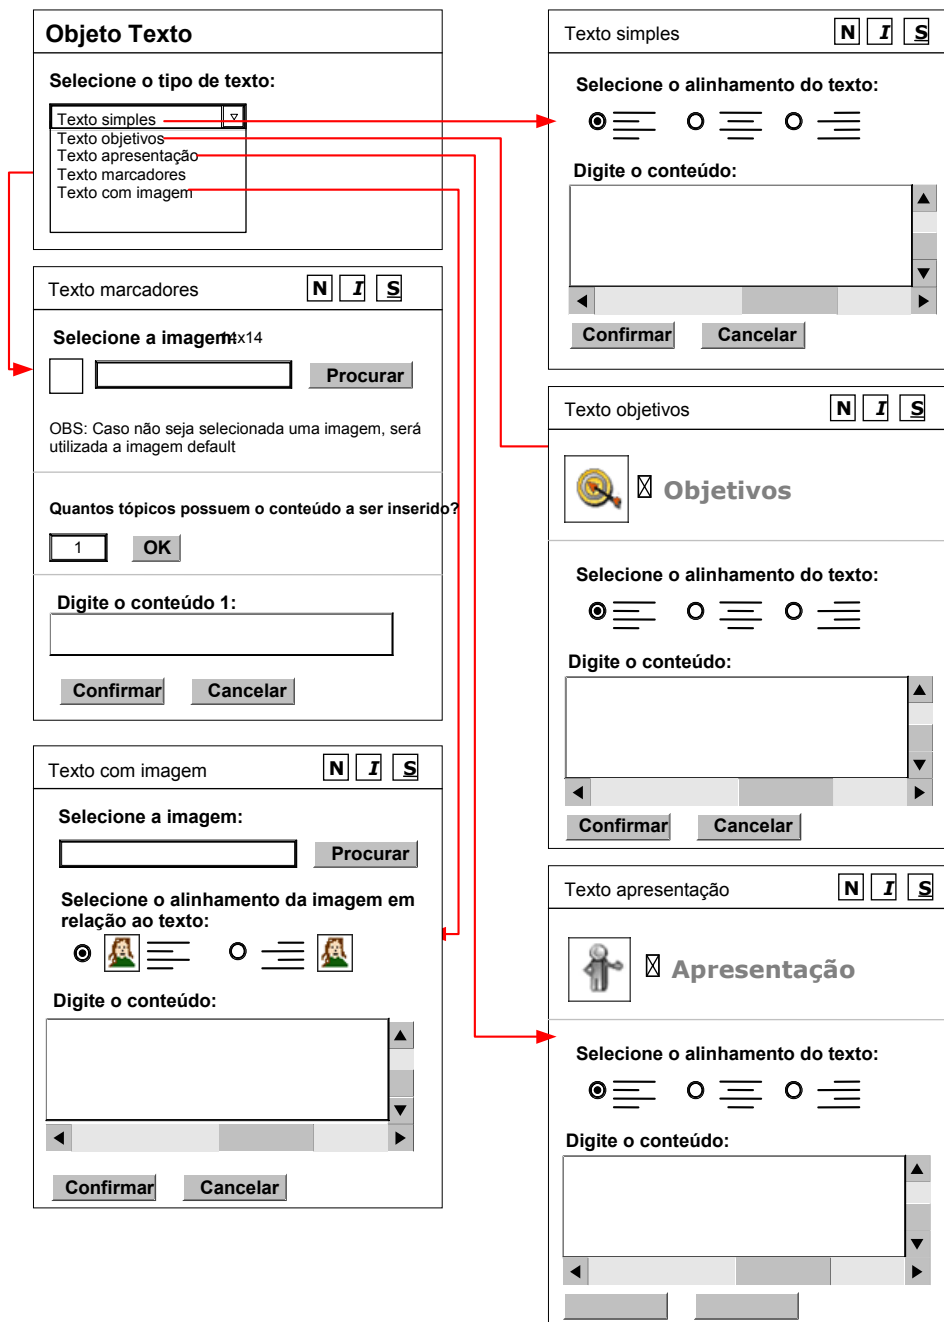 Objeto Texto
Selecione o tipo de texto:
Texto simples
Texto objetivos
Texto apresentação
Texto marcadores
Texto com imagem
Texto marcadores N I S
Selecione a imagem: 14x14
Procurar
OBS: Caso não seja selecionada uma imagem, será
utilizada a imagem default
Quantos tópicos possuem o conteúdo a ser inserido?
1 OK
Digite o conteúdo 1:
Confirmar Cancelar
Texto com imagem N I S
Selecione a imagem:
Procurar
Selecione o alinhamento da imagem em
relação ao texto:
Digite o conteúdo:
Confirmar Cancelar
Texto simples N I S
Selecione o alinhamento do texto:
Digite o conteúdo:
Confirmar Cancelar
Texto objetivos N I S
Objetivos
Selecione o alinhamento do texto:
Digite o conteúdo:
Confirmar Cancelar
Texto apresentação N I S
Apresentação
Selecione o alinhamento do texto:
Digite o conteúdo: